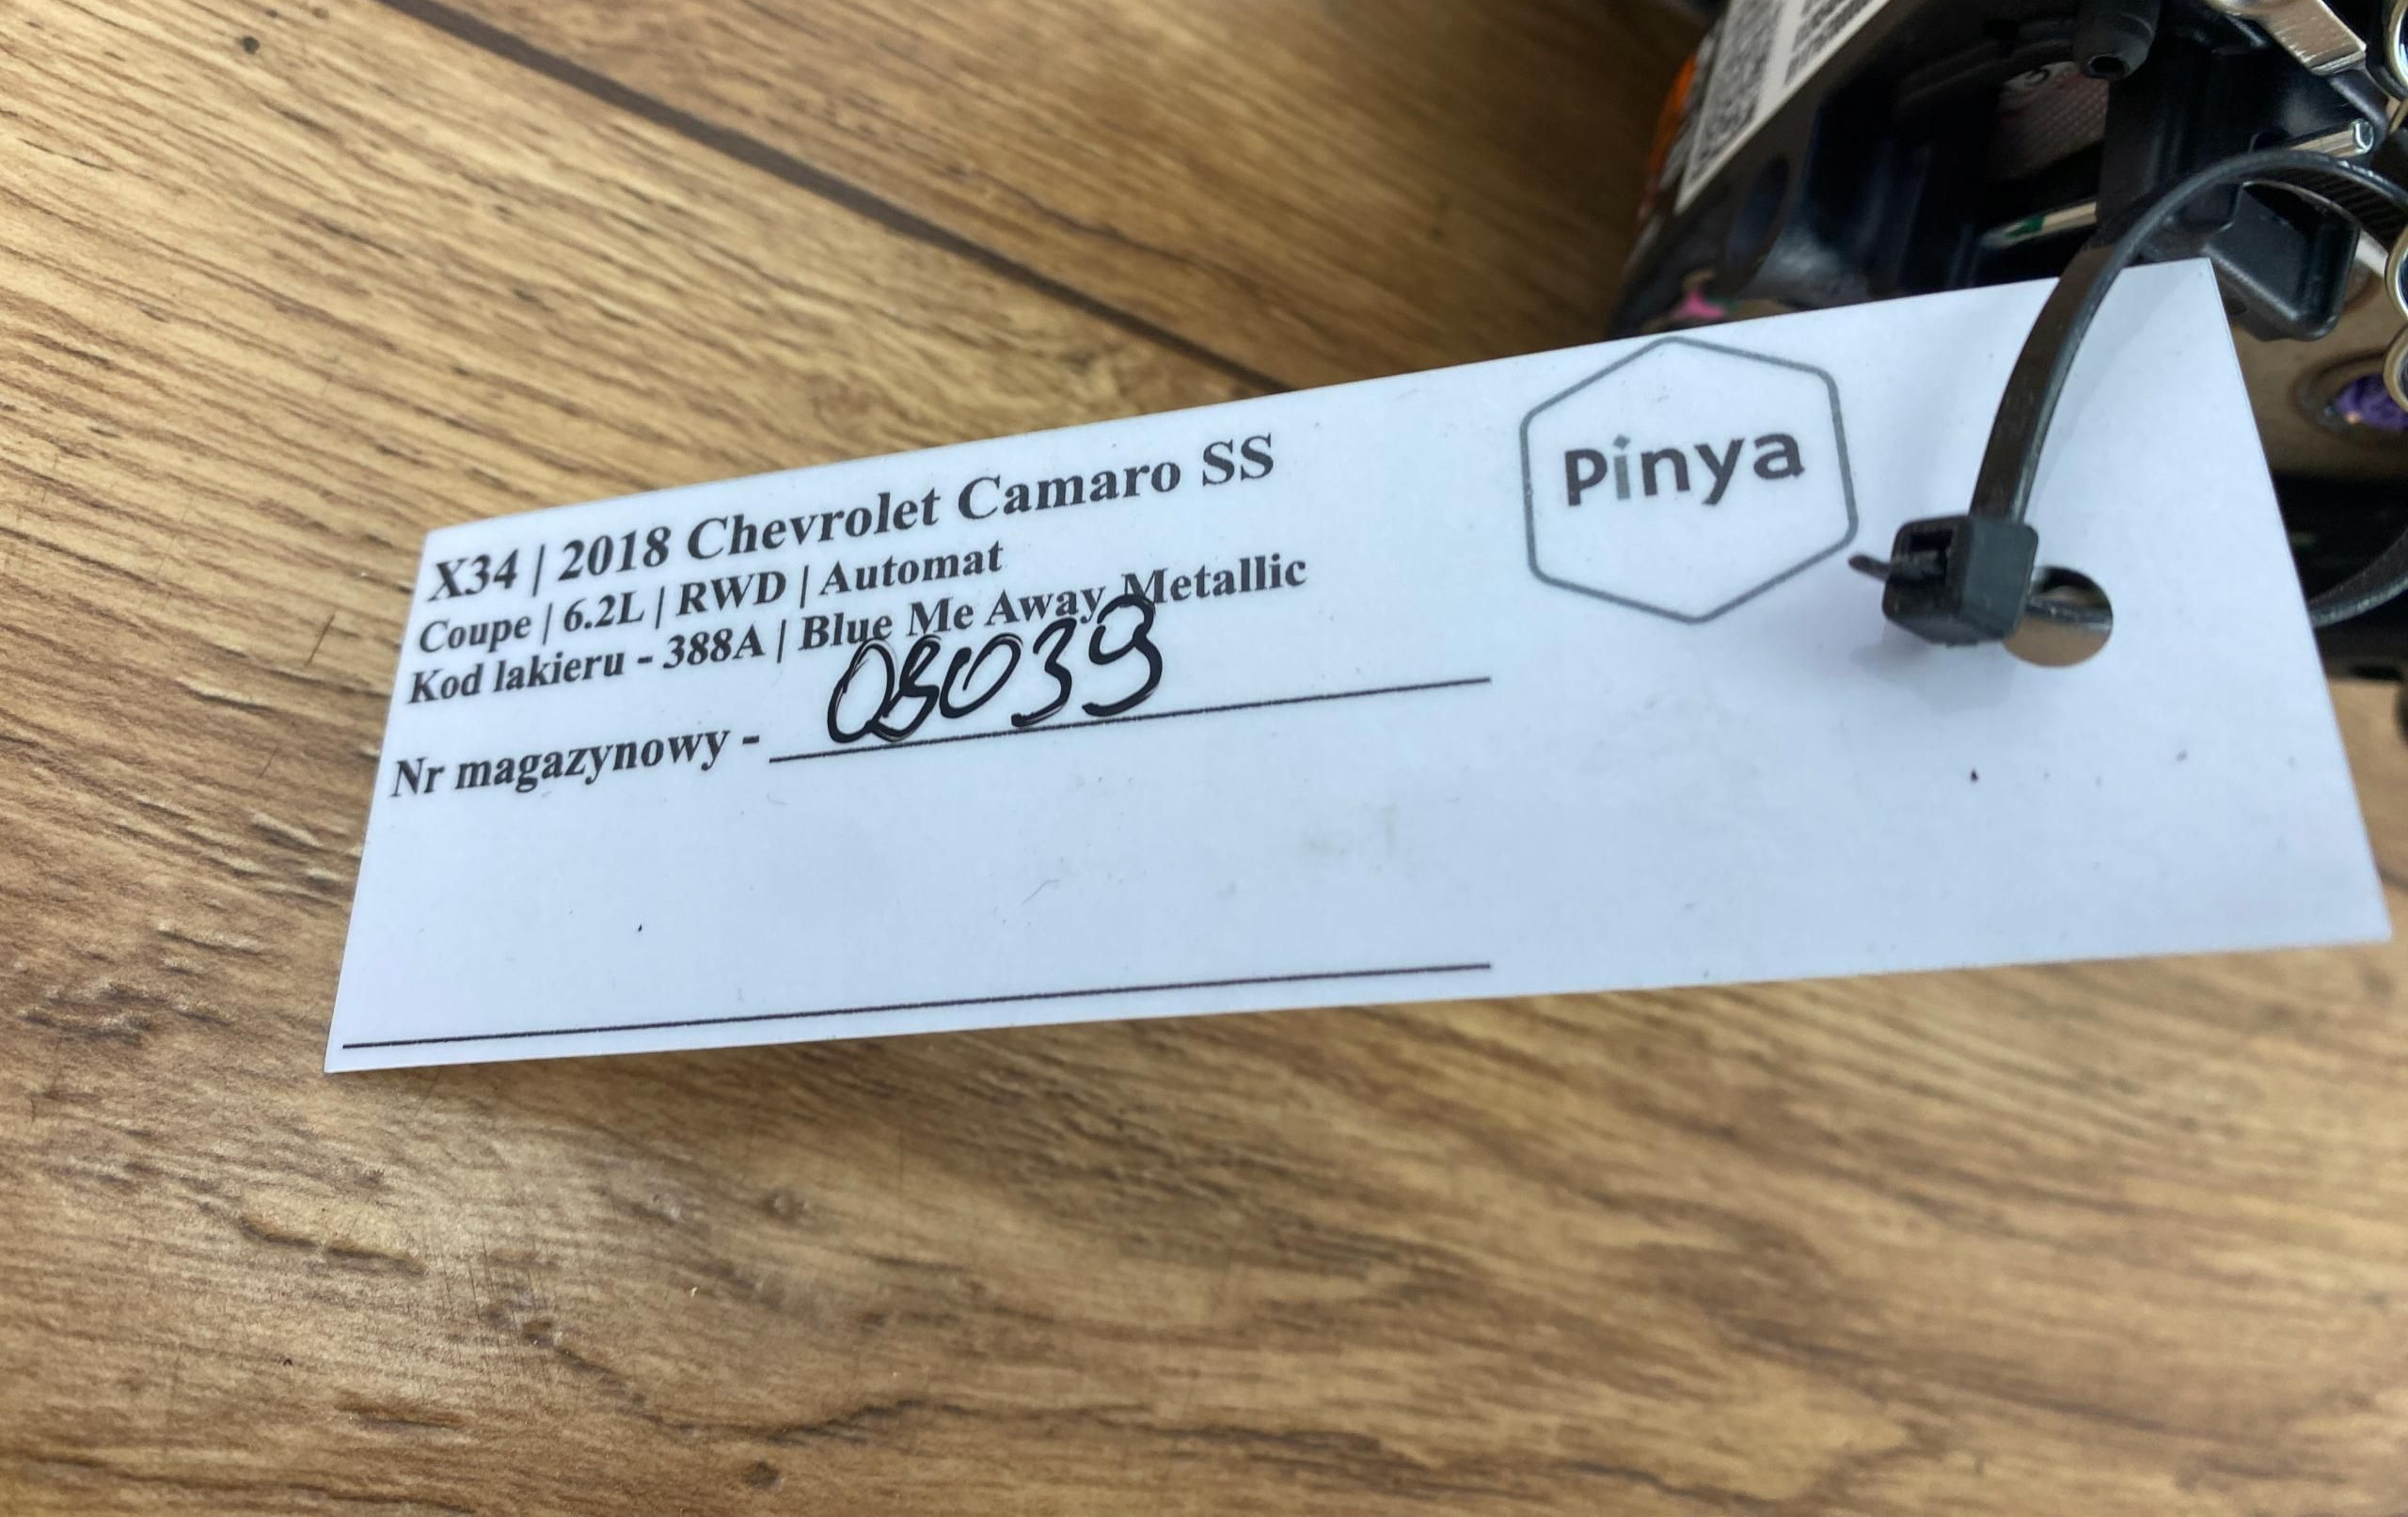 X34 | 2018 Chevrolet Camaro SS
Coupe | 6.2L | RWD | Automat
Kod lakieru - 388A | Blue Me Away Metallic
Nr magazynowy - 08039
Pinya